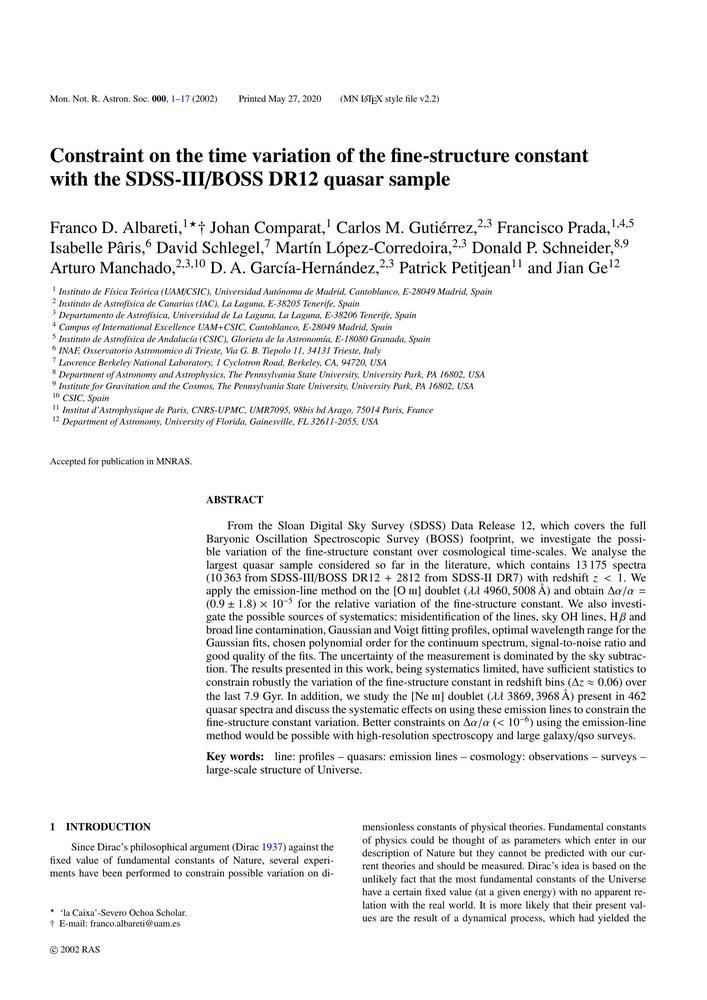 Mon. Not. R. Astron. Soc. 000, 1–17 (2002) Printed May 27, 2020 (MN LATEX style file v2.2)
Constraint on the time variation of the fine-structure constant
with the SDSS-III/BOSS DR12 quasar sample
Franco D. Albareti,1⋆† Johan Comparat,1 Carlos M. Gutiérrez,2,3 Francisco Prada,1,4,5
Isabelle Pâris,6 David Schlegel,7 Martín López-Corredoira,2,3 Donald P. Schneider,8,9
Arturo Manchado,2,3,10 D. A. García-Hernández,2,3 Patrick Petitjean11 and Jian Ge12
1 Instituto de Física Teórica (UAM/CSIC), Universidad Autónoma de Madrid, Cantoblanco, E-28049 Madrid, Spain
2 Instituto de Astrofísica de Canarias (IAC), La Laguna, E-38205 Tenerife, Spain
3 Departamento de Astrofísica, Universidad de La Laguna, La Laguna, E-38206 Tenerife, Spain
4 Campus of International Excellence UAM+CSIC, Cantoblanco, E-28049 Madrid, Spain
5 Instituto de Astrofísica de Andalucía (CSIC), Glorieta de la Astronomía, E-18080 Granada, Spain
6 INAF, Osservatorio Astronomico di Trieste, Via G. B. Tiepolo 11, 34131 Trieste, Italy
7 Lawrence Berkeley National Laboratory, 1 Cyclotron Road, Berkeley, CA, 94720, USA
8 Department of Astronomy and Astrophysics, The Pennsylvania State University, University Park, PA 16802, USA
9 Institute for Gravitation and the Cosmos, The Pennsylvania State University, University Park, PA 16802, USA
10 CSIC, Spain
11 Institut d'Astrophysique de Paris, CNRS-UPMC, UMR7095, 98bis bd Arago, 75014 Paris, France
12 Department of Astronomy, University of Florida, Gainesville, FL 32611-2055, USA
Accepted for publication in MNRAS.
ABSTRACT
From the Sloan Digital Sky Survey (SDSS) Data Release 12, which covers the full
Baryonic Oscillation Spectroscopic Survey (BOSS) footprint, we investigate the possi-
ble variation of the fine-structure constant over cosmological time-scales. We analyse the
largest quasar sample considered so far in the literature, which contains 13 175 spectra
(10 363 from SDSS-III/BOSS DR12 + 2812 from SDSS-II DR7) with redshift z < 1. We
apply the emission-line method on the [O III] doublet (λλ 4960, 5008 Å) and obtain Δα/α =
(0.9 ± 1.8) × 10−5 for the relative variation of the fine-structure constant. We also investi-
gate the possible sources of systematics: misidentification of the lines, sky OH lines, Hβ and
broad line contamination, Gaussian and Voigt fitting profiles, optimal wavelength range for the
Gaussian fits, chosen polynomial order for the continuum spectrum, signal-to-noise ratio and
good quality of the fits. The uncertainty of the measurement is dominated by the sky subtrac-
tion. The results presented in this work, being systematics limited, have sufficient statistics to
constrain robustly the variation of the fine-structure constant in redshift bins (Δz ≈ 0.06) over
the last 7.9 Gyr. In addition, we study the [Ne III] doublet (λλ 3869, 3968 Å) present in 462
quasar spectra and discuss the systematic effects on using these emission lines to constrain the
fine-structure constant variation. Better constraints on Δα/α (< 10−6) using the emission-line
method would be possible with high-resolution spectroscopy and large galaxy/qso surveys.
Key words: line: profiles – quasars: emission lines – cosmology: observations – surveys –
large-scale structure of Universe.
1 INTRODUCTION
Since Dirac's philosophical argument (Dirac 1937) against the
fixed value of fundamental constants of Nature, several experi-
ments have been performed to constrain possible variation on di-
⋆ 'la Caixa'-Severo Ochoa Scholar.
† E-mail: franco.albareti@uam.es
© 2002 RAS
mensionless constants of physical theories. Fundamental constants
of physics could be thought of as parameters which enter in our
description of Nature but they cannot be predicted with our cur-
rent theories and should be measured. Dirac's idea is based on the
unlikely fact that the most fundamental constants of the Universe
have a certain fixed value (at a given energy) with no apparent re-
lation with the real world. It is more likely that their present val-
ues are the result of a dynamical process, which had yielded the